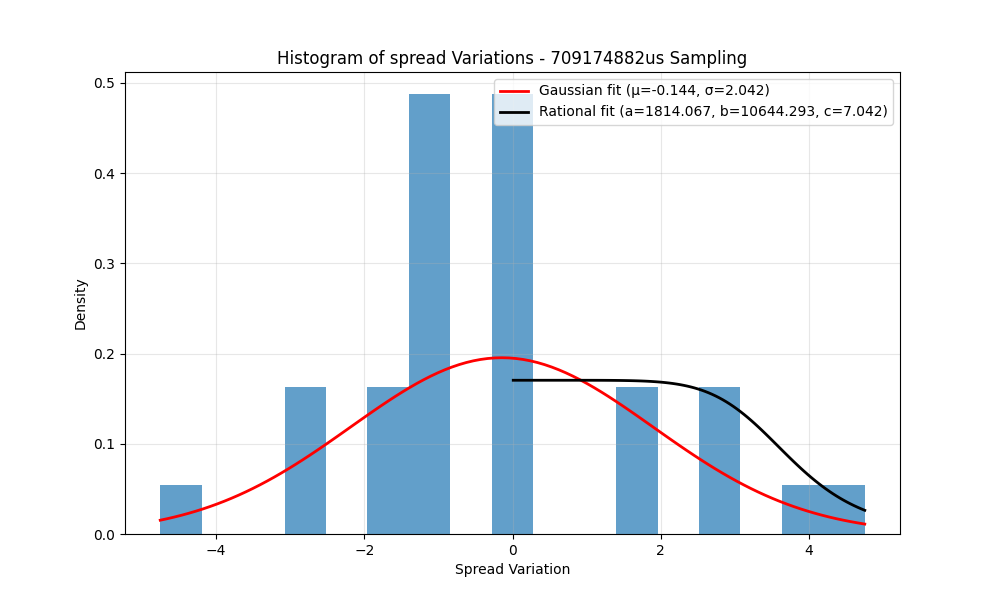 Histogram of spread Variations - 709174882us Sampling
Gaussian fit (μ=-0.144, σ=2.042)
Rational fit (a=1814.067, b=10644.293, c=7.042)
Density
0.5
0.4
0.3
0.2
0.1
0.0
−4 −2 0 2 4
Spread Variation